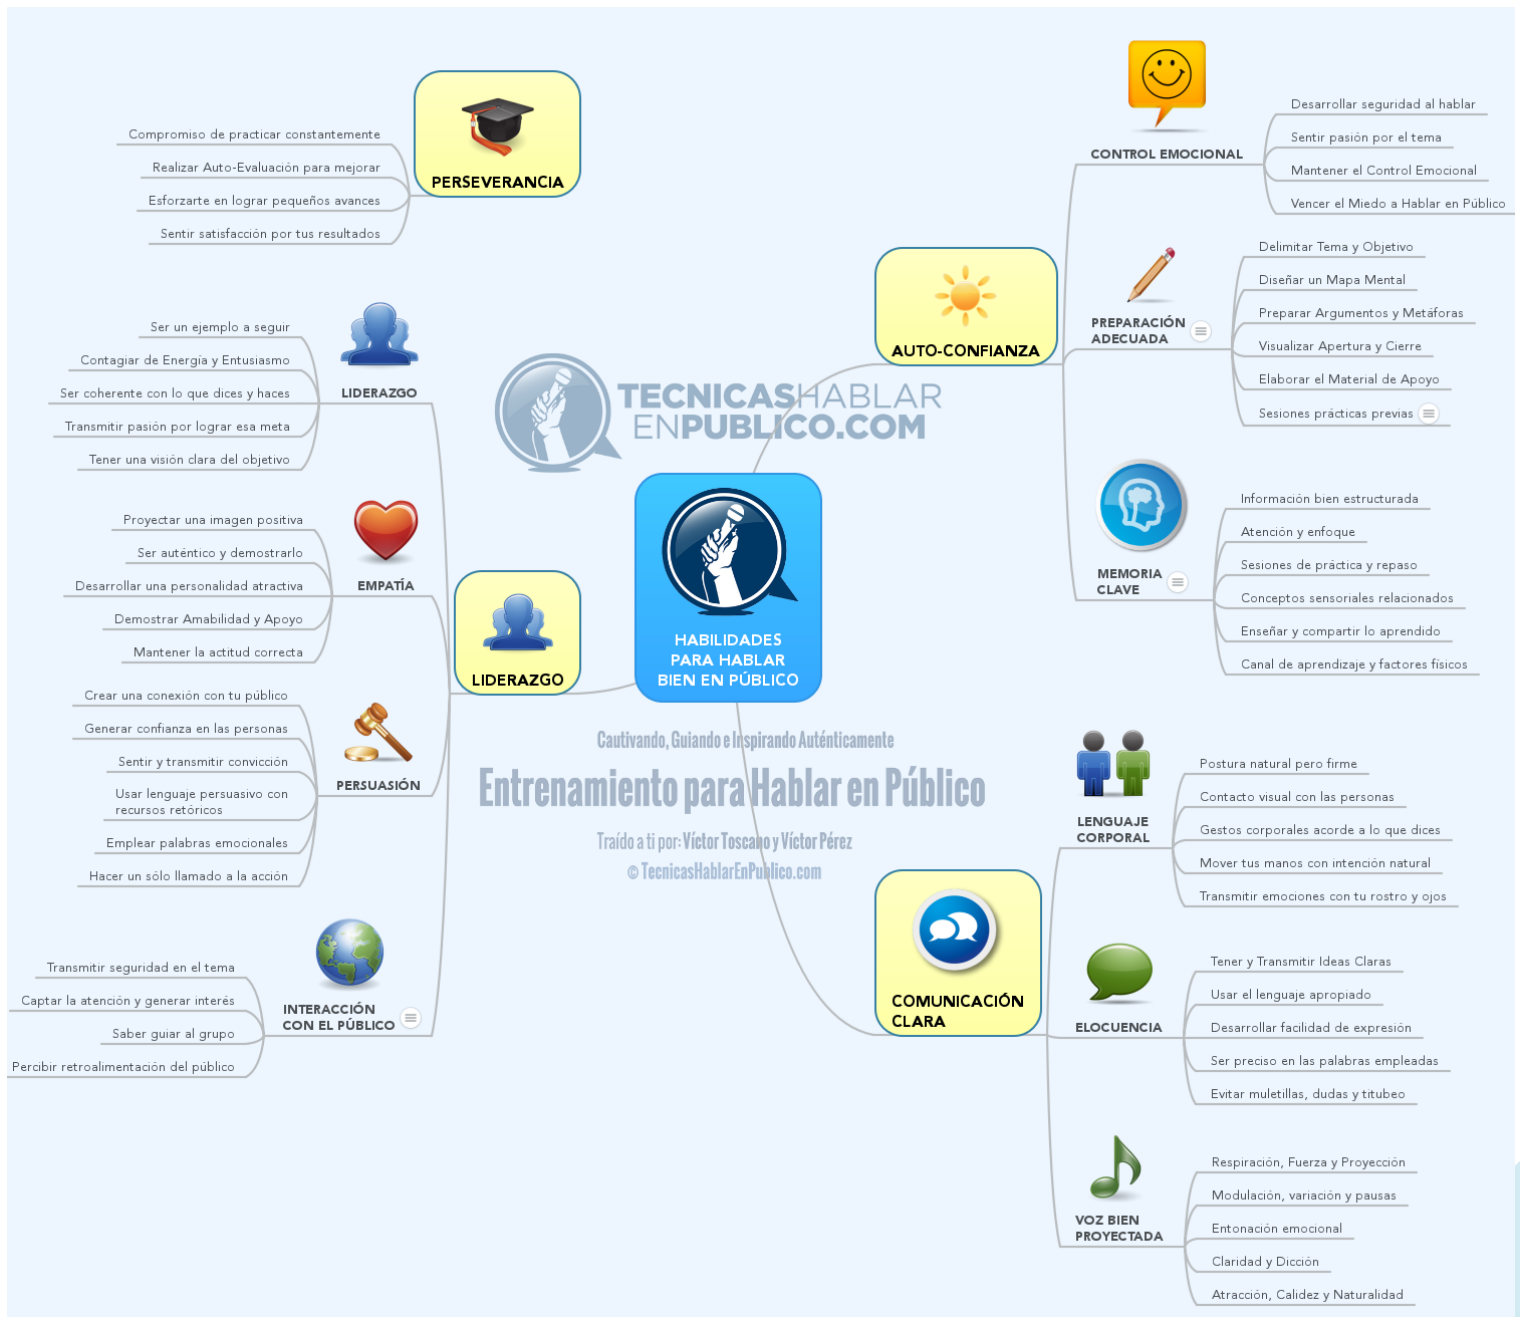 PERSEVERANCIA
Compromiso de practicar constantemente
Realizar Auto-Evaluación para mejorar
Esforzarte en lograr pequeños avances
Sentir satisfacción por tus resultados
LIDERAZGO
Ser un ejemplo a seguir
Contagiar de Energía y Entusiasmo
Ser coherente con lo que dices y haces
Transmitir pasión por lograr esa meta
Tener una visión clara del objetivo
EMPATÍA
Proyectar una imagen positiva
Ser auténtico y demostrarlo
Desarrollar una personalidad atractiva
Demostrar Amabilidad y Apoyo
Mantener la actitud correcta
LIDERAZGO
PERSUASIÓN
Crear una conexión con tu público
Generar confianza en las personas
Sentir y transmitir convicción
Usar lenguaje persuasivo con
recursos retóricos
Emplear palabras emocionales
Hacer un sólo llamado a la acción
INTERACCIÓN
CON EL PÚBLICO
Transmitir seguridad en el tema
Captar la atención y generar interés
Saber guiar al grupo
Percibir retroalimentación del público
TECNICASHABLAR
ENPUBLICO.COM
HABILIDADES
PARA HABLAR
BIEN EN PÚBLICO
Cautivando, Guiando e Inspirando Auténticamente
Entrenamiento para Hablar en Público
Traído a ti por: Víctor Toscano y Víctor Pérez
© TecnicasHablarEnPublico.com
AUTO-CONFIANZA
CONTROL EMOCIONAL
Desarrollar seguridad al hablar
Sentir pasión por el tema
Mantener el Control Emocional
Vencer el Miedo a Hablar en Público
PREPARACIÓN
ADECUADA
Delimitar Tema y Objetivo
Diseñar un Mapa Mental
Preparar Argumentos y Metáforas
Visualizar Apertura y Cierre
Elaborar el Material de Apoyo
Sesiones prácticas previas
MEMORIA
CLAVE
Información bien estructurada
Atención y enfoque
Sesiones de práctica y repaso
Conceptos sensoriales relacionados
Enseñar y compartir lo aprendido
Canal de aprendizaje y factores físicos
COMUNICACIÓN
CLARA
LENGUAJE
CORPORAL
Postura natural pero firme
Contacto visual con las personas
Gestos corporales acorde a lo que dices
Mover tus manos con intención natural
Transmitir emociones con tu rostro y ojos
ELOCUENCIA
Tener y Transmitir Ideas Claras
Usar el lenguaje apropiado
Desarrollar facilidad de expresión
Ser preciso en las palabras empleadas
Evitar muletillas, dudas y titubeo
VOZ BIEN
PROYECTADA
Respiración, Fuerza y Proyección
Modulación, variación y pausas
Entonación emocional
Claridad y Dicción
Atracción, Calidez y Naturalidad